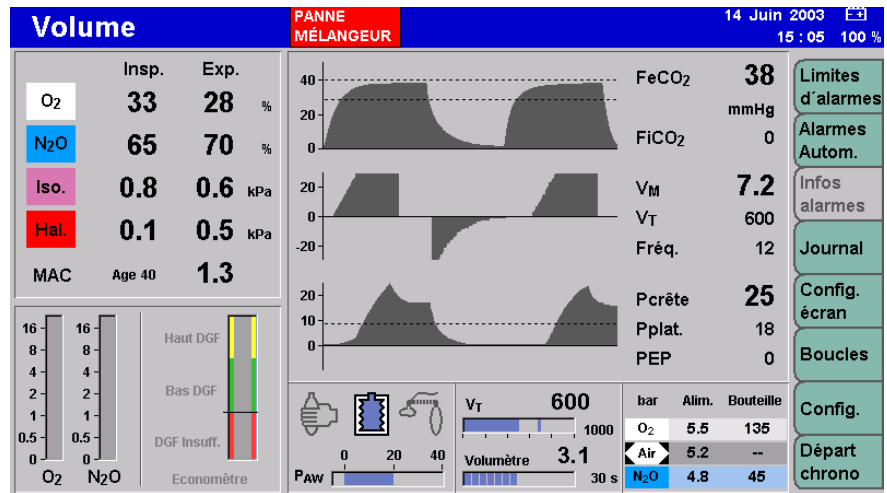 Volume
PANNE
MÉLANGEUR
14 Juin 2003
15 : 05 100 %
Insp. Exp.
O2 33 28 %
N2O 65 70 %
Iso. 0.8 0.6 kPa
Hal. 0.1 0.5 kPa
MAC Age 40 1.3
40
20
0
FeCO2 38
mmHg
FiCO2 0
20
0
-20
VM 7.2
VT 600
Fréq. 12
20
10
0
Pcrête 25
Pplat. 18
PEP 0
Limites
d´alarmes
Alarmes
Autom.
Infos
alarmes
Journal
Config.
écran
Boucles
Config.
Départ
chrono
16 16
8 8
4 4
2 2
1 1
0.5 0.5
0 0
O2 N2O
Haut DGF
Bas DGF
DGF Insuff.
Economètre
0 20 40
PAW
VT 600
1000
Volumètre 3.1
30 s
bar Alim. Bouteille
O2 5.5 135
Air 5.2 --
N2O 4.8 45